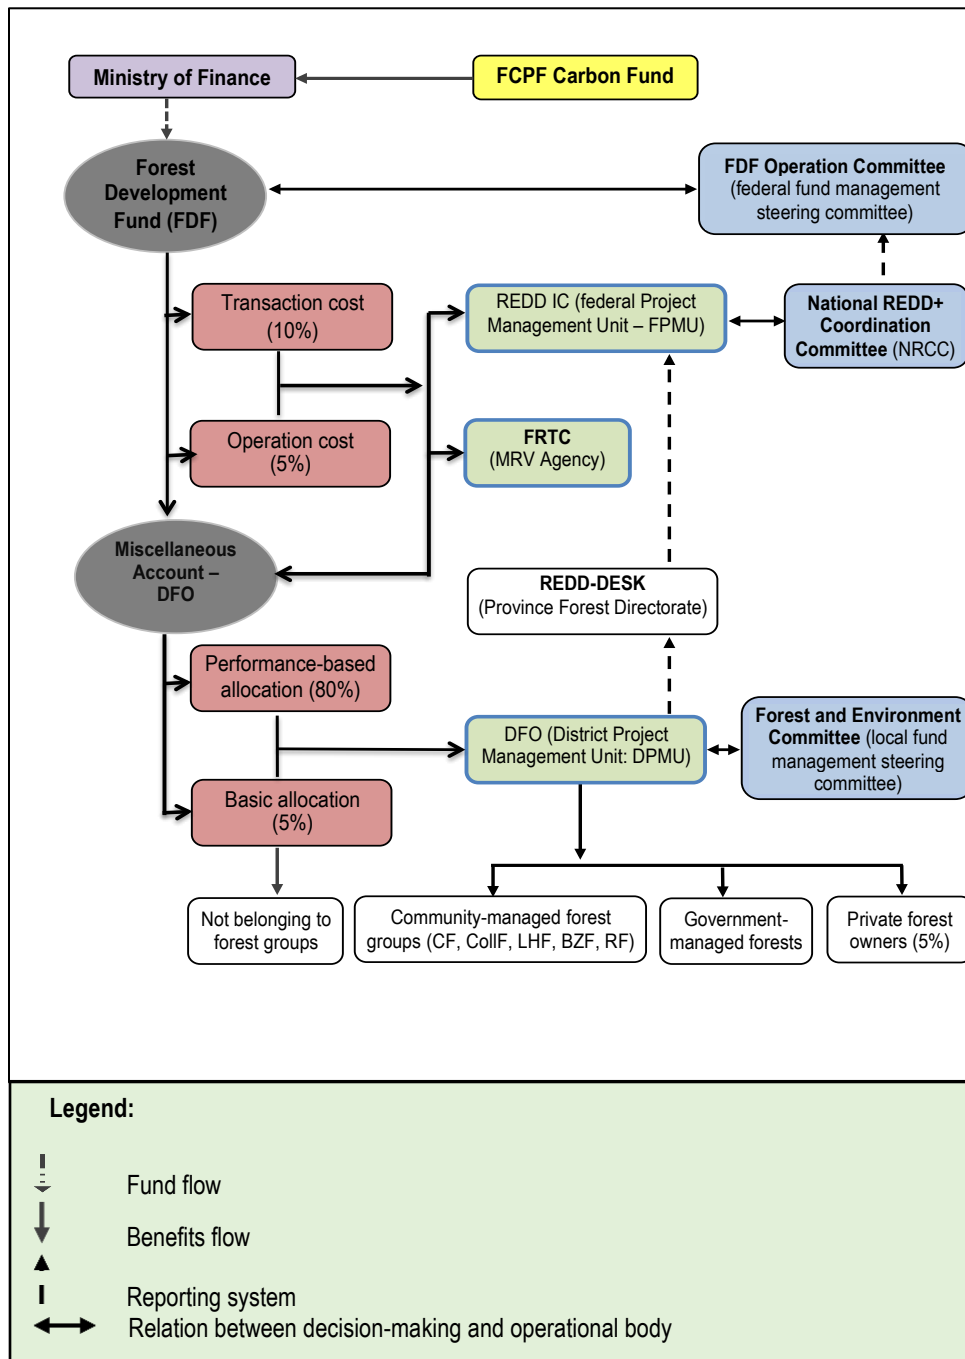 Ministry of Finance
FCPF Carbon Fund
Forest
Development
Fund (FDF)
FDF Operation Committee
(federal fund management
steering committee)
Transaction cost
(10%)
REDD IC (federal Project
Management Unit – FPMU)
National REDD+
Coordination
Committee (NRCC)
Operation cost
(5%)
FRTC
(MRV Agency)
Miscellaneous
Account –
DFO
REDD-DESK
(Province Forest Directorate)
Performance-based
allocation (80%)
DFO (District Project
Management Unit: DPMU)
Forest and Environment
Committee (local fund
management steering
committee)
Basic allocation
(5%)
Not belonging to
forest groups
Community-managed forest
groups (CF, CollF, LHF, BZF, RF)
Government-
managed forests
Private forest
owners (5%)
Legend:
Fund flow
Benefits flow
Reporting system
Relation between decision-making and operational body